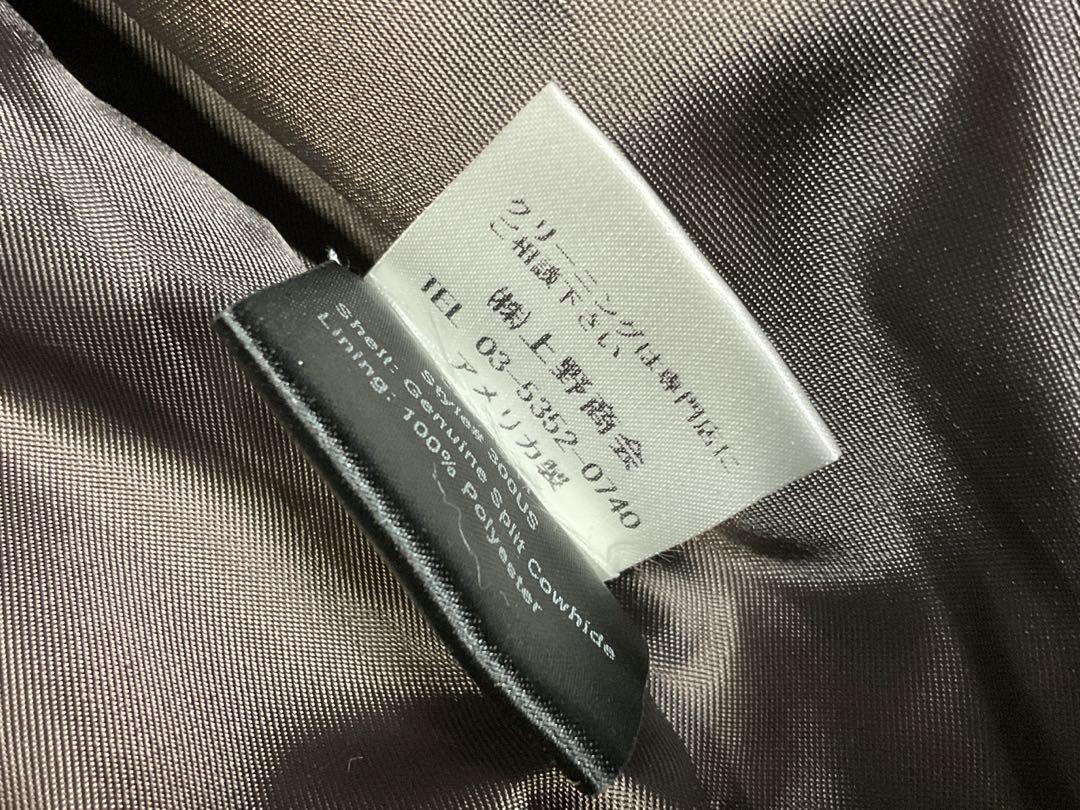 クリーニングは専門店に
ご相談下さい
㈱上野商会
TEL 03-5352-0740
アメリカ製
Style# 300US
Shell: Genuine Split Cowhide
Lining: 100% Polyester